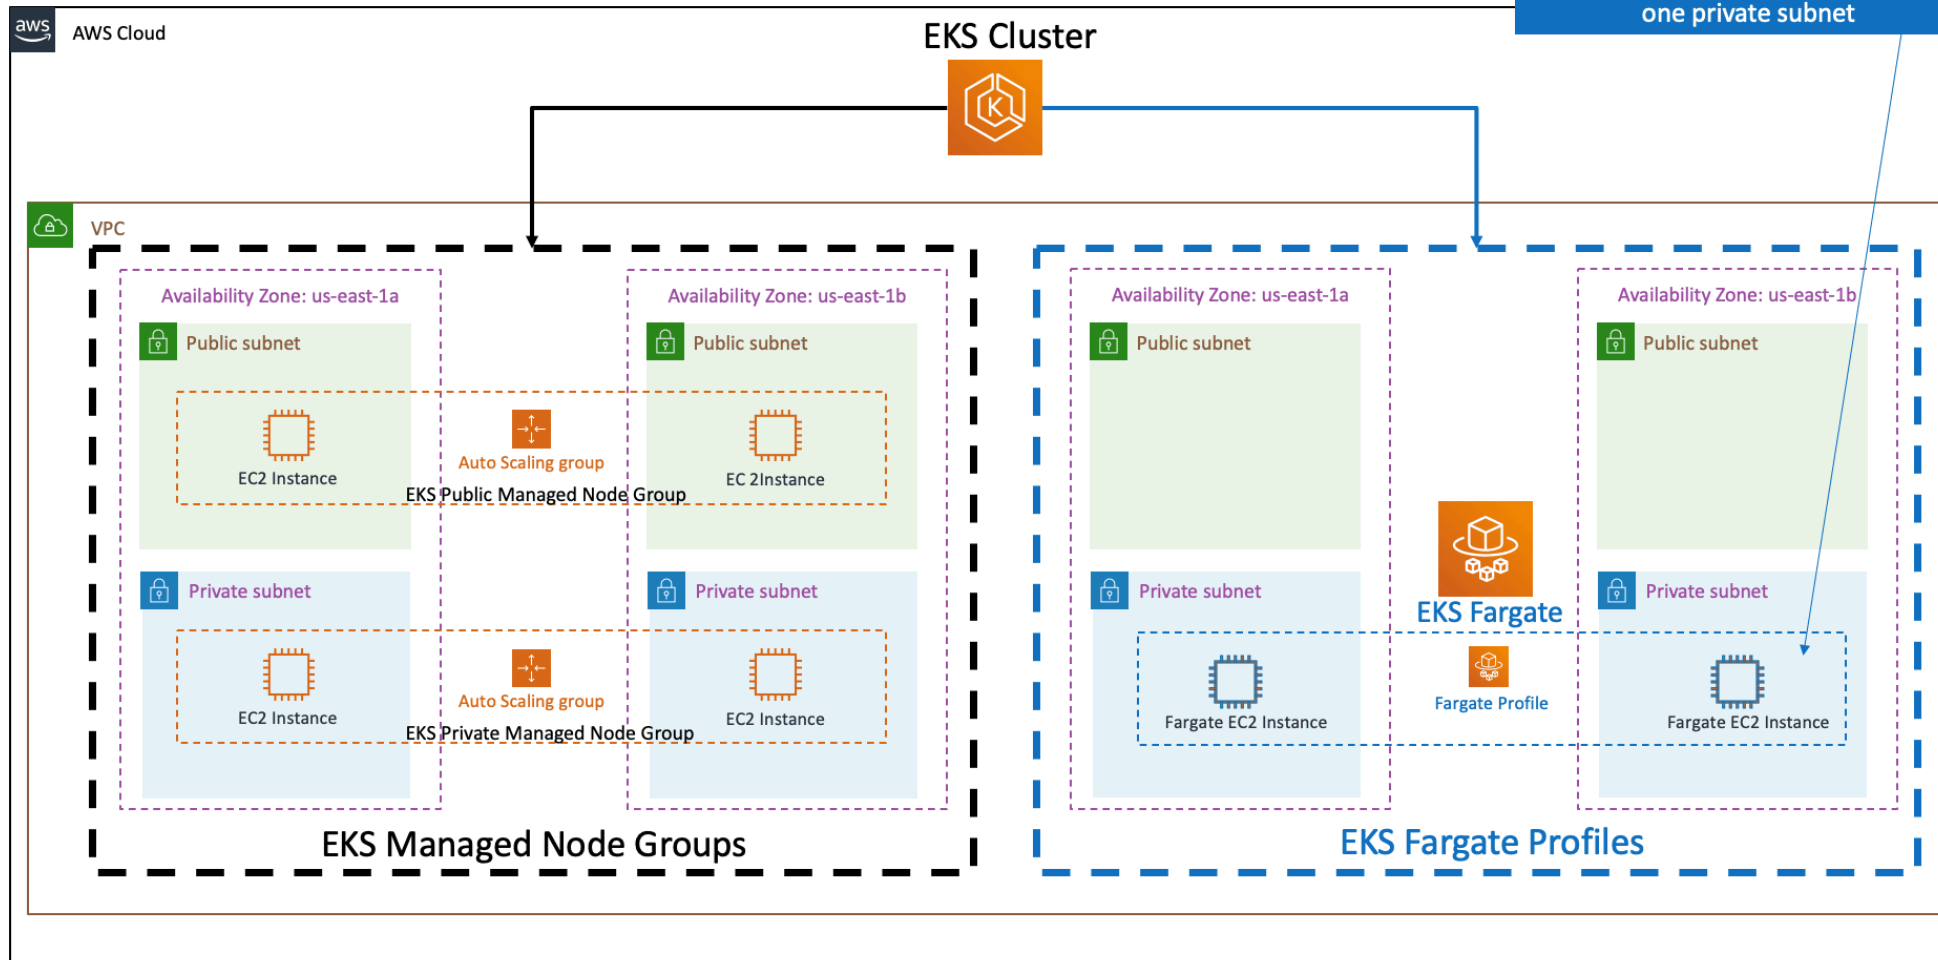 aws
AWS Cloud
EKS Cluster
one private subnet
K
VPC
Availability Zone: us-east-1a
Availability Zone: us-east-1b
Public subnet
Public subnet
EC2 Instance
Auto Scaling group
EC 2Instance
EKS Public Managed Node Group
Private subnet
Private subnet
EC2 Instance
Auto Scaling group
EC2 Instance
EKS Private Managed Node Group
EKS Managed Node Groups
Availability Zone: us-east-1a
Availability Zone: us-east-1b
Public subnet
Public subnet
Private subnet
EKS Fargate
Private subnet
Fargate EC2 Instance
Fargate Profile
Fargate EC2 Instance
EKS Fargate Profiles